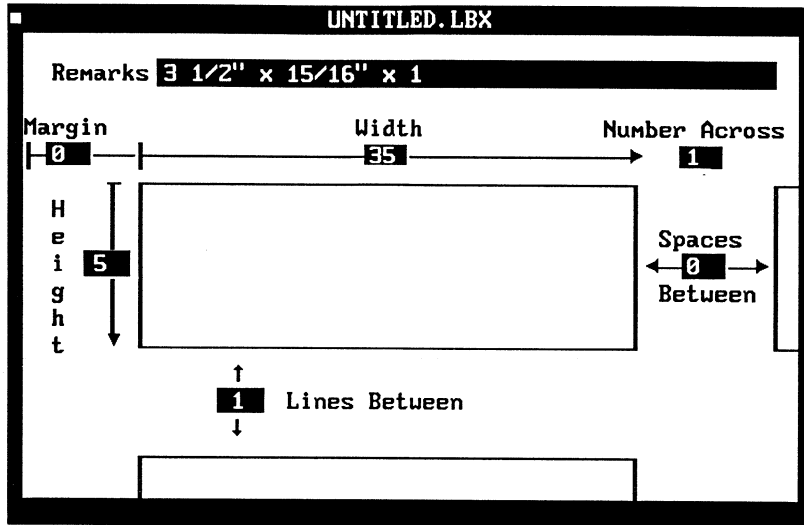 UNTITLED.LBX
Remarks 3 1/2" x 15/16" x 1
Margin Width Number Across
0 35 1
Height
5
Spaces
0
Between
1 Lines Between